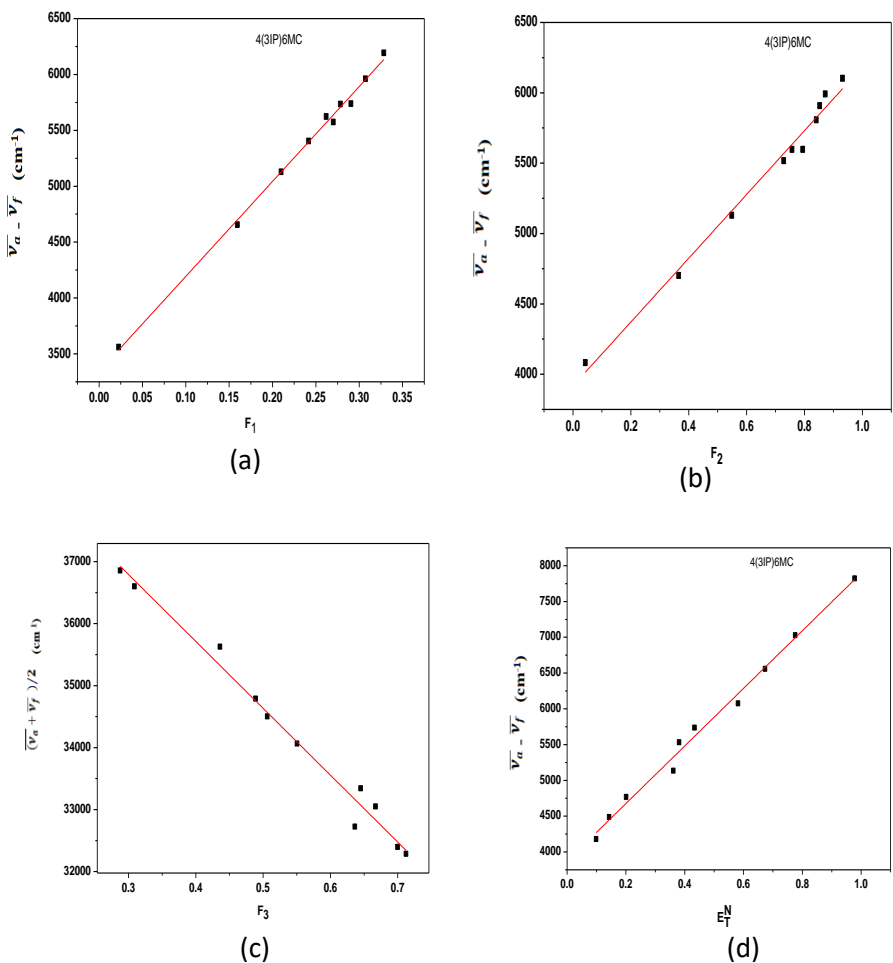 4(3IP)6MC
6500
6000
5500
5000
4500
4000
3500
0.00 0.05 0.10 0.15 0.20 0.25 0.30 0.35
F₁
ν̅a - ν̅f (cm⁻¹)
(a)
4(3IP)6MC
6500
6000
5500
5000
4500
4000
0.0 0.2 0.4 0.6 0.8 1.0
F₂
ν̅a - ν̅f (cm⁻¹)
(b)
37000
36000
35000
34000
33000
32000
0.3 0.4 0.5 0.6 0.7
F₃
(ν̅a + ν̅f)/2 (cm⁻¹)
(c)
4(3IP)6MC
8000
7500
7000
6500
6000
5500
5000
4500
4000
0.0 0.2 0.4 0.6 0.8 1.0
E_T^N
ν̅a - ν̅f (cm⁻¹)
(d)